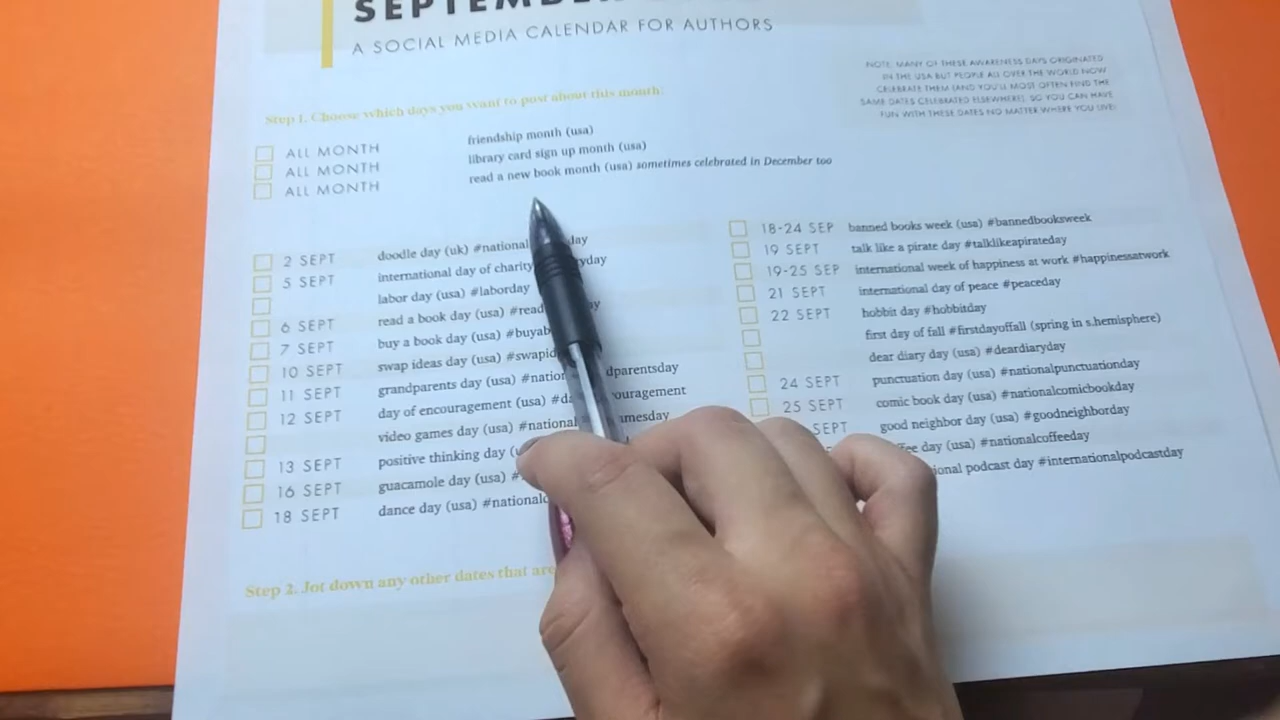 SEPTEMBER
A SOCIAL MEDIA CALENDAR FOR AUTHORS
NOTE: MANY OF THESE AWARENESS DAYS ORIGINATED
IN THE USA BUT PEOPLE ALL OVER THE WORLD NOW
CELEBRATE THEM (AND YOU'LL MOST OFTEN FIND THE
SAME DATES CELEBRATED ELSEWHERE), SO YOU CAN HAVE
FUN WITH THESE DATES NO MATTER WHERE YOU LIVE!
Step 1. Choose which days you want to post about this month.
ALL MONTH friendship month (usa)
ALL MONTH library card sign up month (usa)
ALL MONTH read a new book month (usa) sometimes celebrated in December too
2 SEPT doodle day (uk) #national day
5 SEPT international day of charity yday
labor day (usa) #laborday
6 SEPT read a book day (usa) #read y
7 SEPT buy a book day (usa) #buyab
10 SEPT swap ideas day (usa) #swapid
11 SEPT grandparents day (usa) #nation dparentsday
12 SEPT day of encouragement (usa) #da ouragement
video games day (usa) #national amesday
13 SEPT positive thinking day (
16 SEPT guacamole day (usa) #
18 SEPT dance day (usa) #national
18-24 SEP banned books week (usa) #bannedbooksweek
19 SEPT talk like a pirate day #talklikeapirateday
19-25 SEP international week of happiness at work #happinessatwork
21 SEPT international day of peace #peaceday
22 SEPT hobbit day #hobbitday
first day of fall #firstdayoffall (spring in s.hemisphere)
dear diary day (usa) #deardiaryday
24 SEPT punctuation day (usa) #nationalpunctuationday
25 SEPT comic book day (usa) #nationalcomicbookday
SEPT good neighbor day (usa) #goodneighborday
fee day (usa) #nationalcoffeeday
ional podcast day #internationalpodcastday
Step 2. Jot down any other dates that are